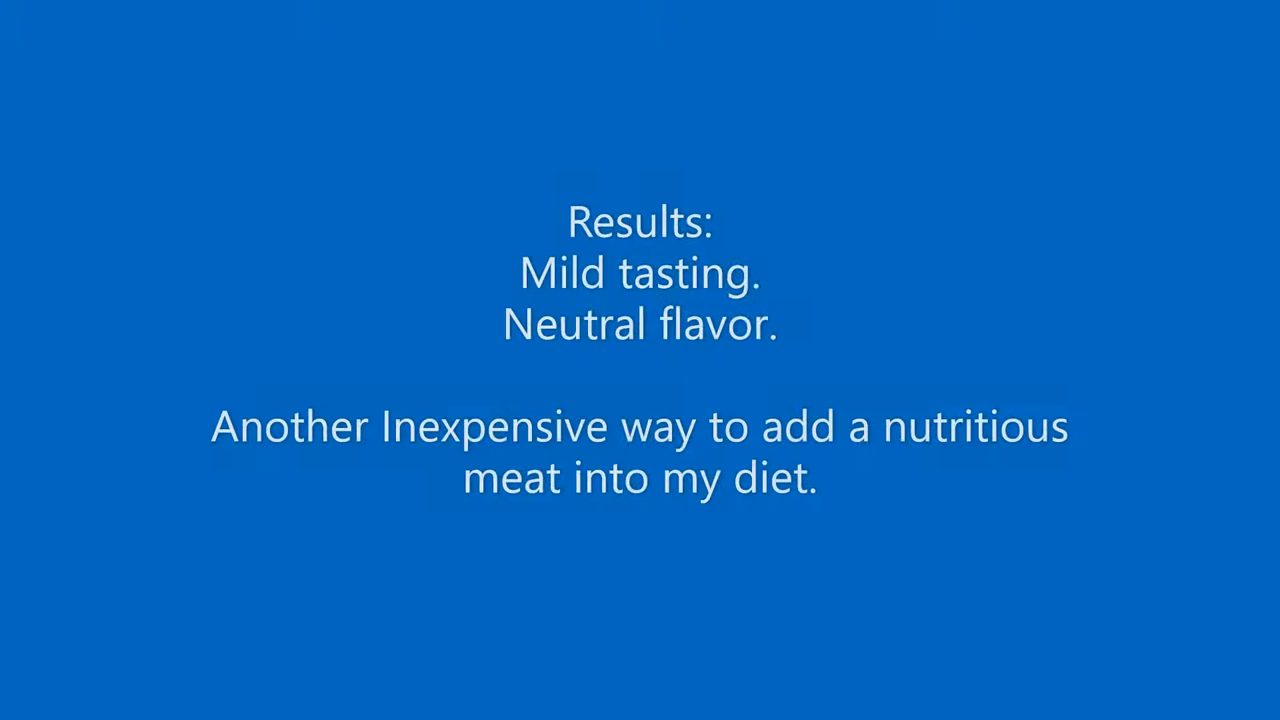 Results:
Mild tasting.
Neutral flavor.
Another Inexpensive way to add a nutritious
meat into my diet.